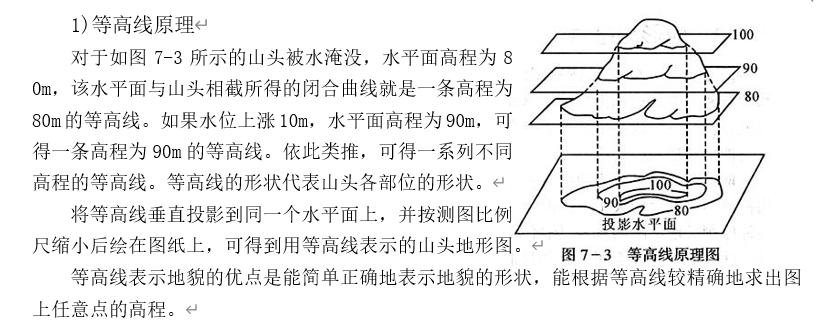 1)等高线原理
对于如图 7-3 所示的山头被水淹没，水平面高程为 8
0m，该水平面与山头相截所得的闭合曲线就是一条高程为
80m的等高线。如果水位上涨10m，水平面高程为90m，可
得一条高程为 90m 的等高线。依此类推，可得一系列不同
高程的等高线。等高线的形状代表山头各部位的形状。
将等高线垂直投影到同一个水平面上，并按测图比例
尺缩小后绘在图纸上，可得到用等高线表示的山头地形图。
等高线表示地貌的优点是能简单正确地表示地貌的形状，能根据等高线较精确地求出图
上任意点的高程。
100
90
80
100
90
80
投影水平面
图 7-3 等高线原理图